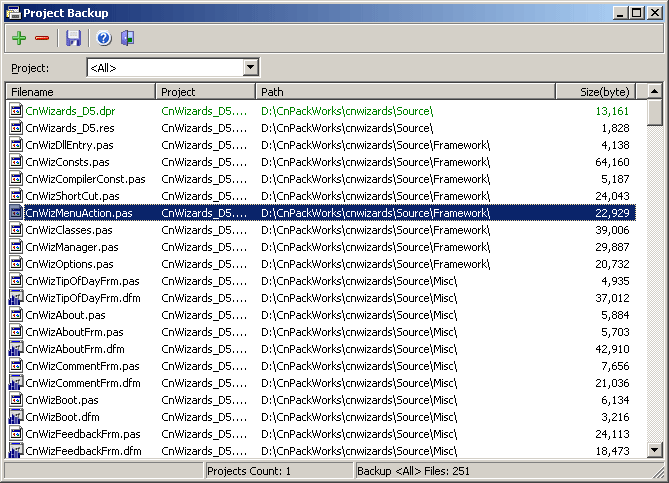 Project Backup
Project: <All>
Filename Project Path Size(byte)
CnWizards_D5.dpr CnWizards_D5.... D:\CnPackWorks\cnwizards\Source\ 13,161
CnWizards_D5.res CnWizards_D5.... D:\CnPackWorks\cnwizards\Source\ 1,828
CnWizDllEntry.pas CnWizards_D5.... D:\CnPackWorks\cnwizards\Source\Framework\ 4,138
CnWizConsts.pas CnWizards_D5.... D:\CnPackWorks\cnwizards\Source\Framework\ 64,160
CnWizCompilerConst.pas CnWizards_D5.... D:\CnPackWorks\cnwizards\Source\Framework\ 5,187
CnWizShortCut.pas CnWizards_D5.... D:\CnPackWorks\cnwizards\Source\Framework\ 24,043
CnWizMenuAction.pas CnWizards_D5.... D:\CnPackWorks\cnwizards\Source\Framework\ 22,929
CnWizClasses.pas CnWizards_D5.... D:\CnPackWorks\cnwizards\Source\Framework\ 39,006
CnWizManager.pas CnWizards_D5.... D:\CnPackWorks\cnwizards\Source\Framework\ 29,887
CnWizOptions.pas CnWizards_D5.... D:\CnPackWorks\cnwizards\Source\Framework\ 20,732
CnWizTipOfDayFrm.pas CnWizards_D5.... D:\CnPackWorks\cnwizards\Source\Misc\ 4,935
CnWizTipOfDayFrm.dfm CnWizards_D5.... D:\CnPackWorks\cnwizards\Source\Misc\ 37,012
CnWizAbout.pas CnWizards_D5.... D:\CnPackWorks\cnwizards\Source\Misc\ 5,884
CnWizAboutFrm.pas CnWizards_D5.... D:\CnPackWorks\cnwizards\Source\Misc\ 5,703
CnWizAboutFrm.dfm CnWizards_D5.... D:\CnPackWorks\cnwizards\Source\Misc\ 42,910
CnWizCommentFrm.pas CnWizards_D5.... D:\CnPackWorks\cnwizards\Source\Misc\ 7,656
CnWizCommentFrm.dfm CnWizards_D5.... D:\CnPackWorks\cnwizards\Source\Misc\ 21,036
CnWizBoot.pas CnWizards_D5.... D:\CnPackWorks\cnwizards\Source\Misc\ 6,134
CnWizBoot.dfm CnWizards_D5.... D:\CnPackWorks\cnwizards\Source\Misc\ 3,216
CnWizFeedbackFrm.pas CnWizards_D5.... D:\CnPackWorks\cnwizards\Source\Misc\ 24,113
CnWizFeedbackFrm.dfm CnWizards_D5.... D:\CnPackWorks\cnwizards\Source\Misc\ 18,473
Projects Count: 1 Backup <All> Files: 251